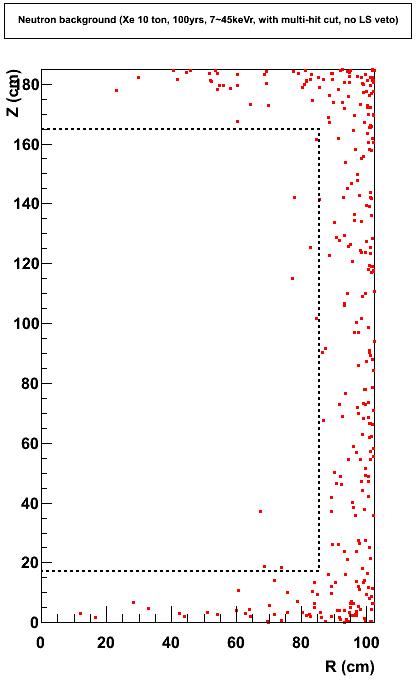 Neutron background (Xe 10 ton, 100yrs, 7~45keVr, with multi-hit cut, no LS veto)
Z (cm)
180
160
140
120
100
80
60
40
20
0
0 20 40 60 80 100
R (cm)